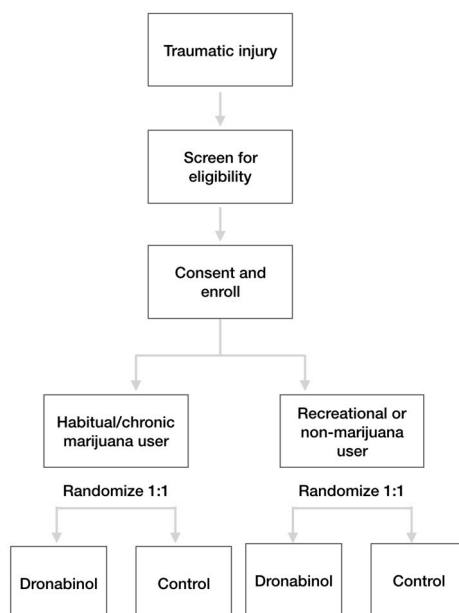 Traumatic injury
Screen for
eligibility
Consent and
enroll
Habitual/chronic
marijuana user
Recreational or
non-marijuana
user
Randomize 1:1
Randomize 1:1
Dronabinol
Control
Dronabinol
Control